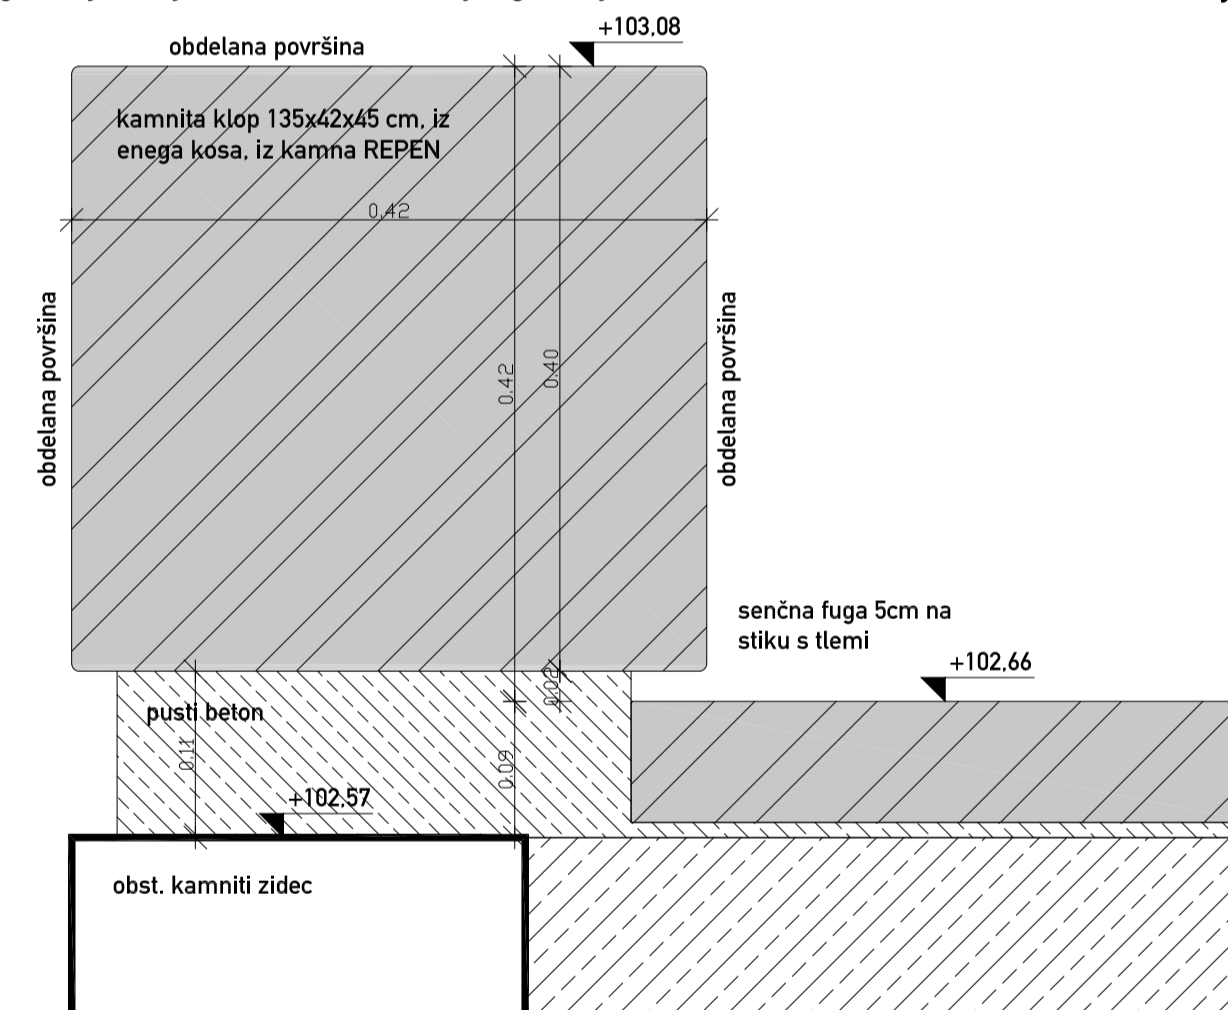 +103,08
obdelana površina
kamnita klop 135x42x45 cm, iz
enega kosa, iz kamna REPEN
0.42
obdelana površina
0.42
0.40
obdelana površina
senčna fuga 5cm na
stiku s tlemi
+102,66
0.02
pusti beton
0.11
0.09
+102,57
obst. kamniti zidec